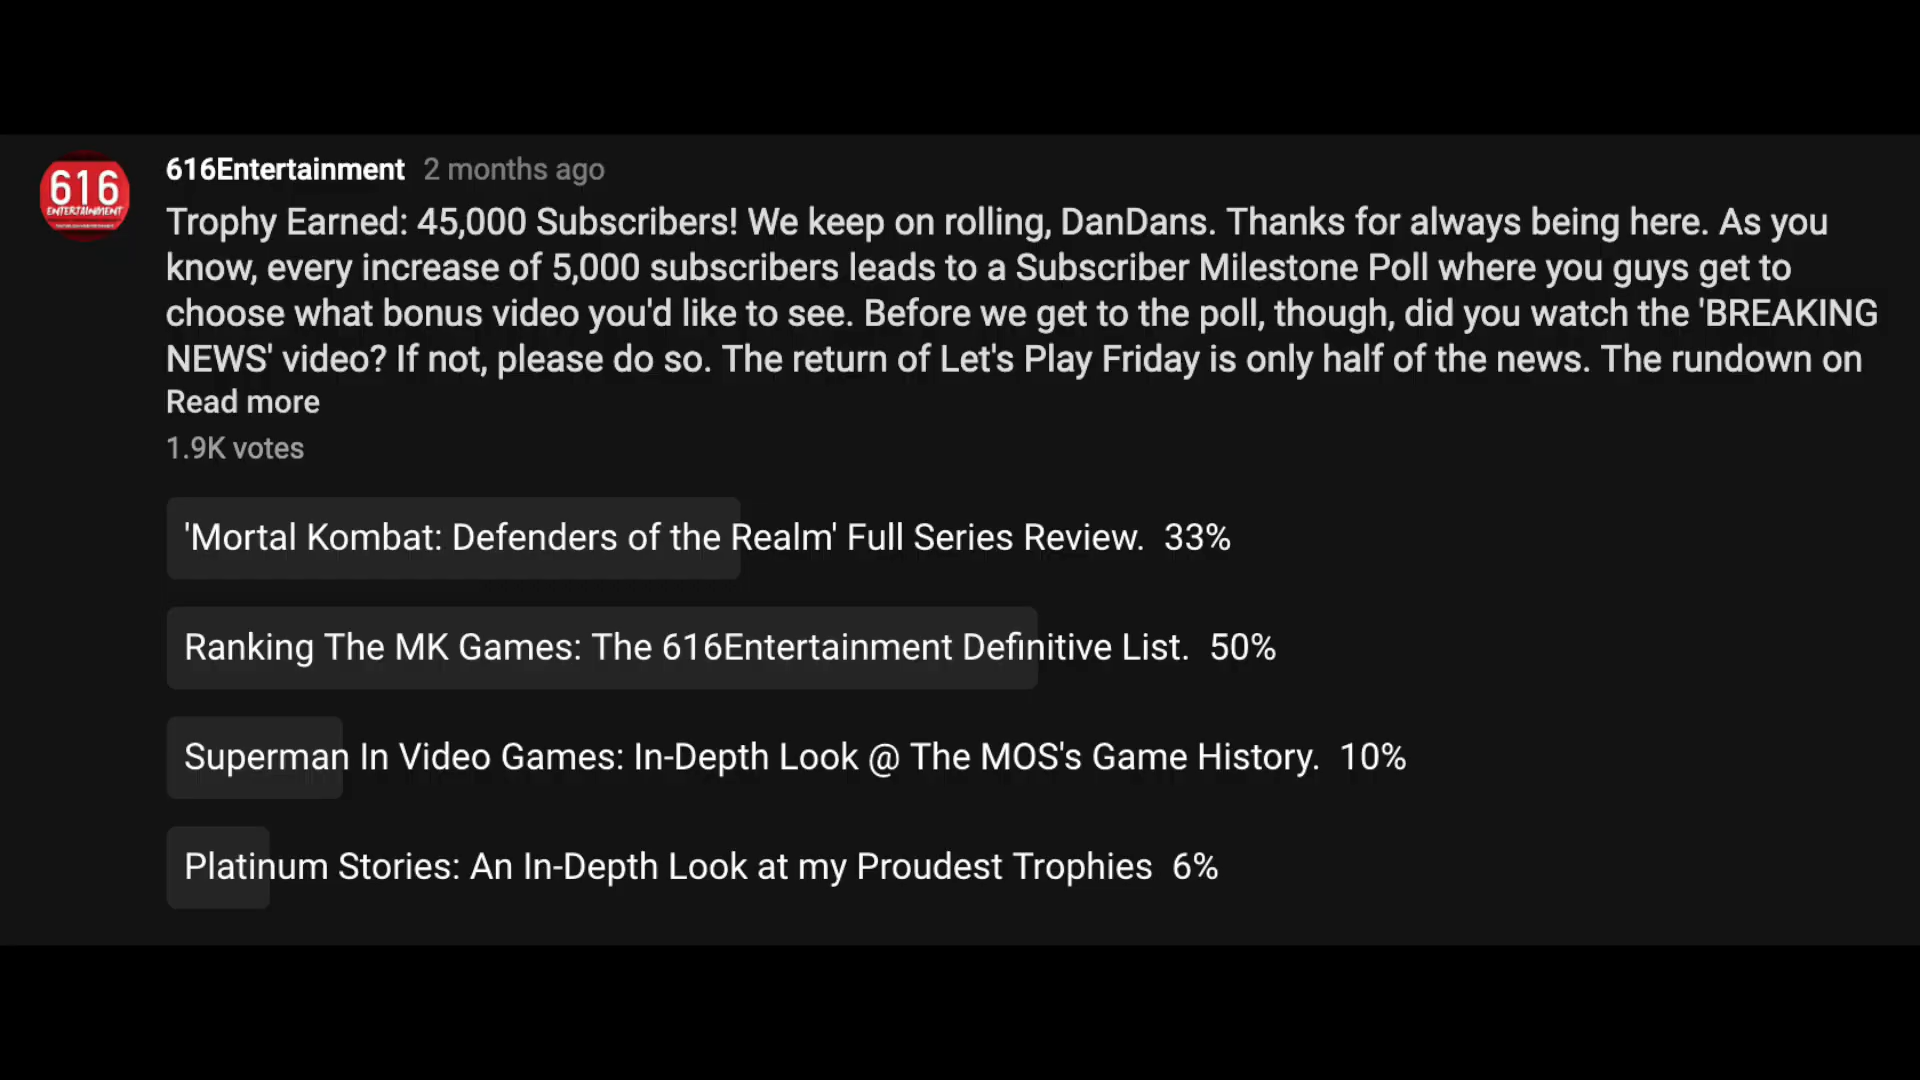 616
ENTERTAINMENT
616Entertainment 2 months ago
Trophy Earned: 45,000 Subscribers! We keep on rolling, DanDans. Thanks for always being here. As you
know, every increase of 5,000 subscribers leads to a Subscriber Milestone Poll where you guys get to
choose what bonus video you'd like to see. Before we get to the poll, though, did you watch the 'BREAKING
NEWS' video? If not, please do so. The return of Let's Play Friday is only half of the news. The rundown on
Read more
1.9K votes
'Mortal Kombat: Defenders of the Realm' Full Series Review. 33%
Ranking The MK Games: The 616Entertainment Definitive List. 50%
Superman In Video Games: In-Depth Look @ The MOS's Game History. 10%
Platinum Stories: An In-Depth Look at my Proudest Trophies 6%